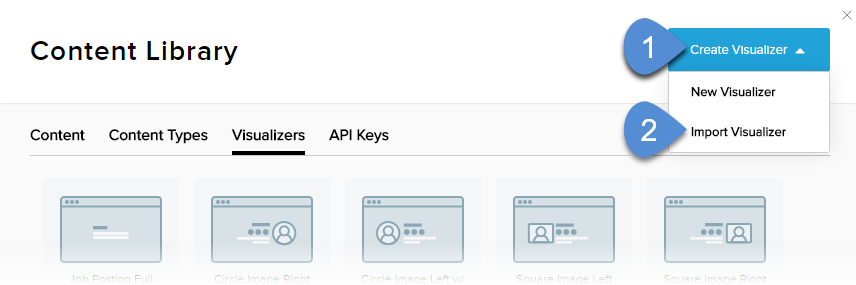 Content Library
1
Create Visualizer
New Visualizer
2
Import Visualizer
Content Content Types Visualizers API Keys
Job Posting Full Circle Image Right Circle Image Left w/ Square Image Left Square image Right